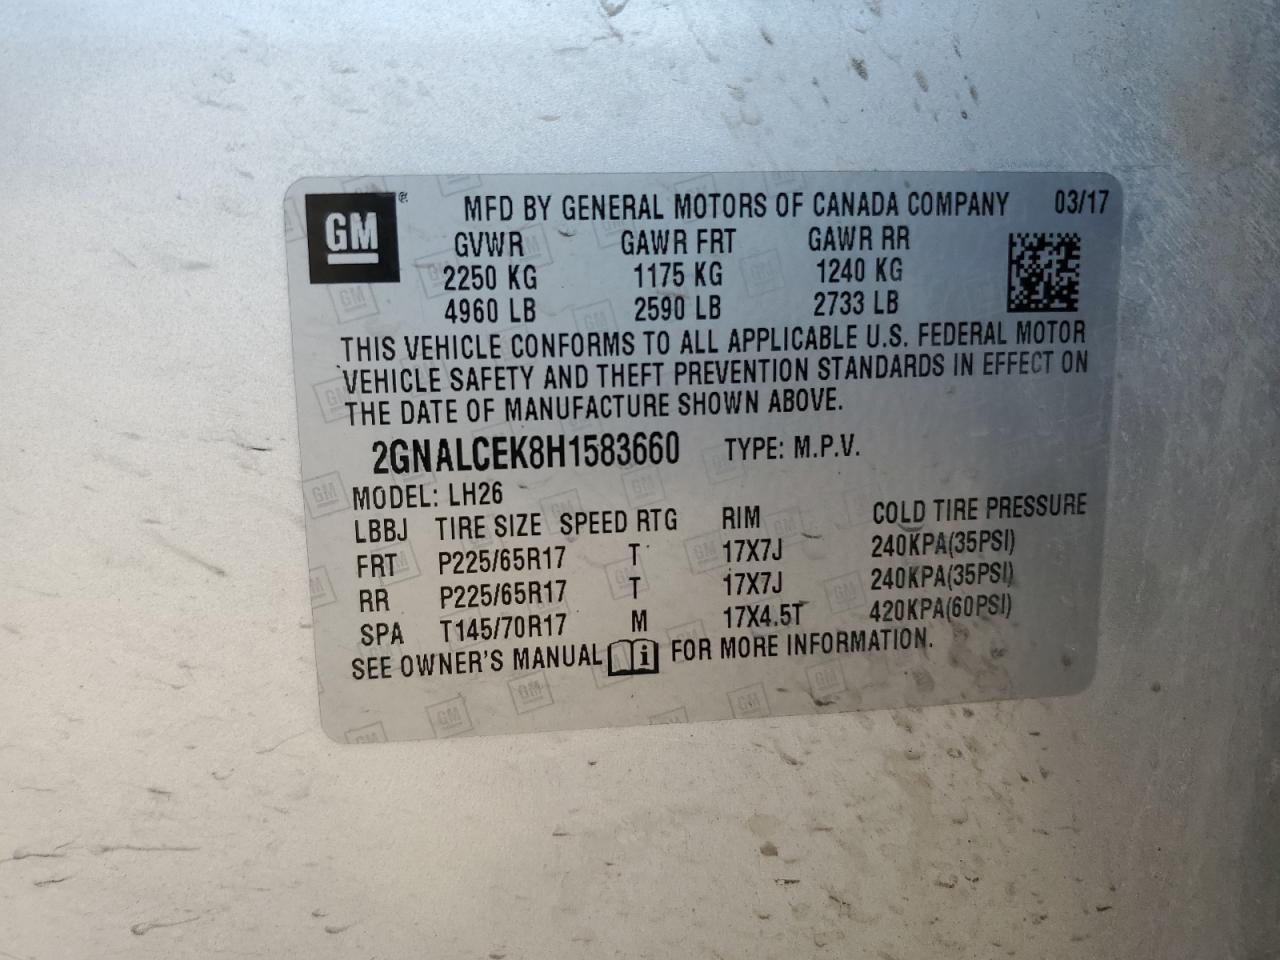 GM ® MFD BY GENERAL MOTORS OF CANADA COMPANY 03/17
GVWR GAWR FRT GAWR RR
2250 KG 1175 KG 1240 KG
4960 LB 2590 LB 2733 LB
THIS VEHICLE CONFORMS TO ALL APPLICABLE U.S. FEDERAL MOTOR
VEHICLE SAFETY AND THEFT PREVENTION STANDARDS IN EFFECT ON
THE DATE OF MANUFACTURE SHOWN ABOVE.
2GNALCEK8H1583660 TYPE: M.P.V.
MODEL: LH26
LBBJ TIRE SIZE SPEED RTG RIM COLD TIRE PRESSURE
FRT P225/65R17 T 17X7J 240KPA(35PSI)
RR P225/65R17 T 17X7J 240KPA(35PSI)
SPA T145/70R17 M 17X4.5T 420KPA(60PSI)
SEE OWNER'S MANUAL i FOR MORE INFORMATION.